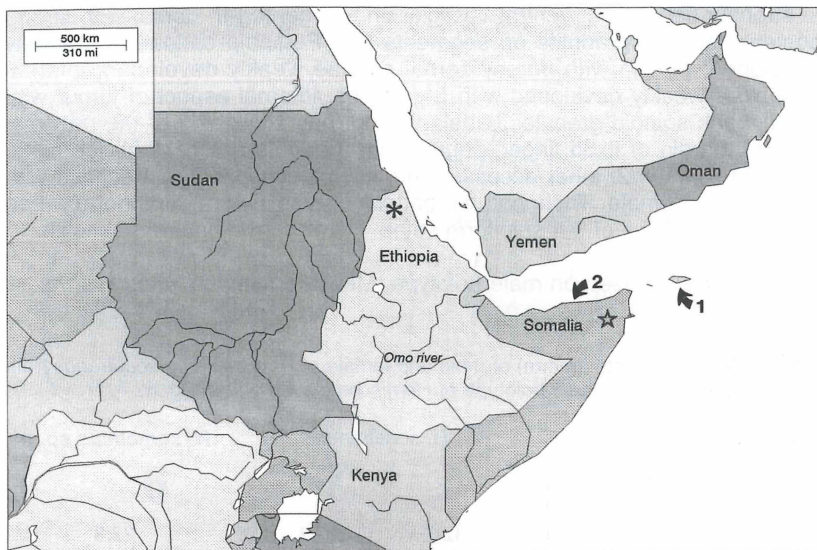 500 km
310 mi
Sudan
Oman
*
Ethiopia
Yemen
2
1
Somalia
Omo river
Kenya